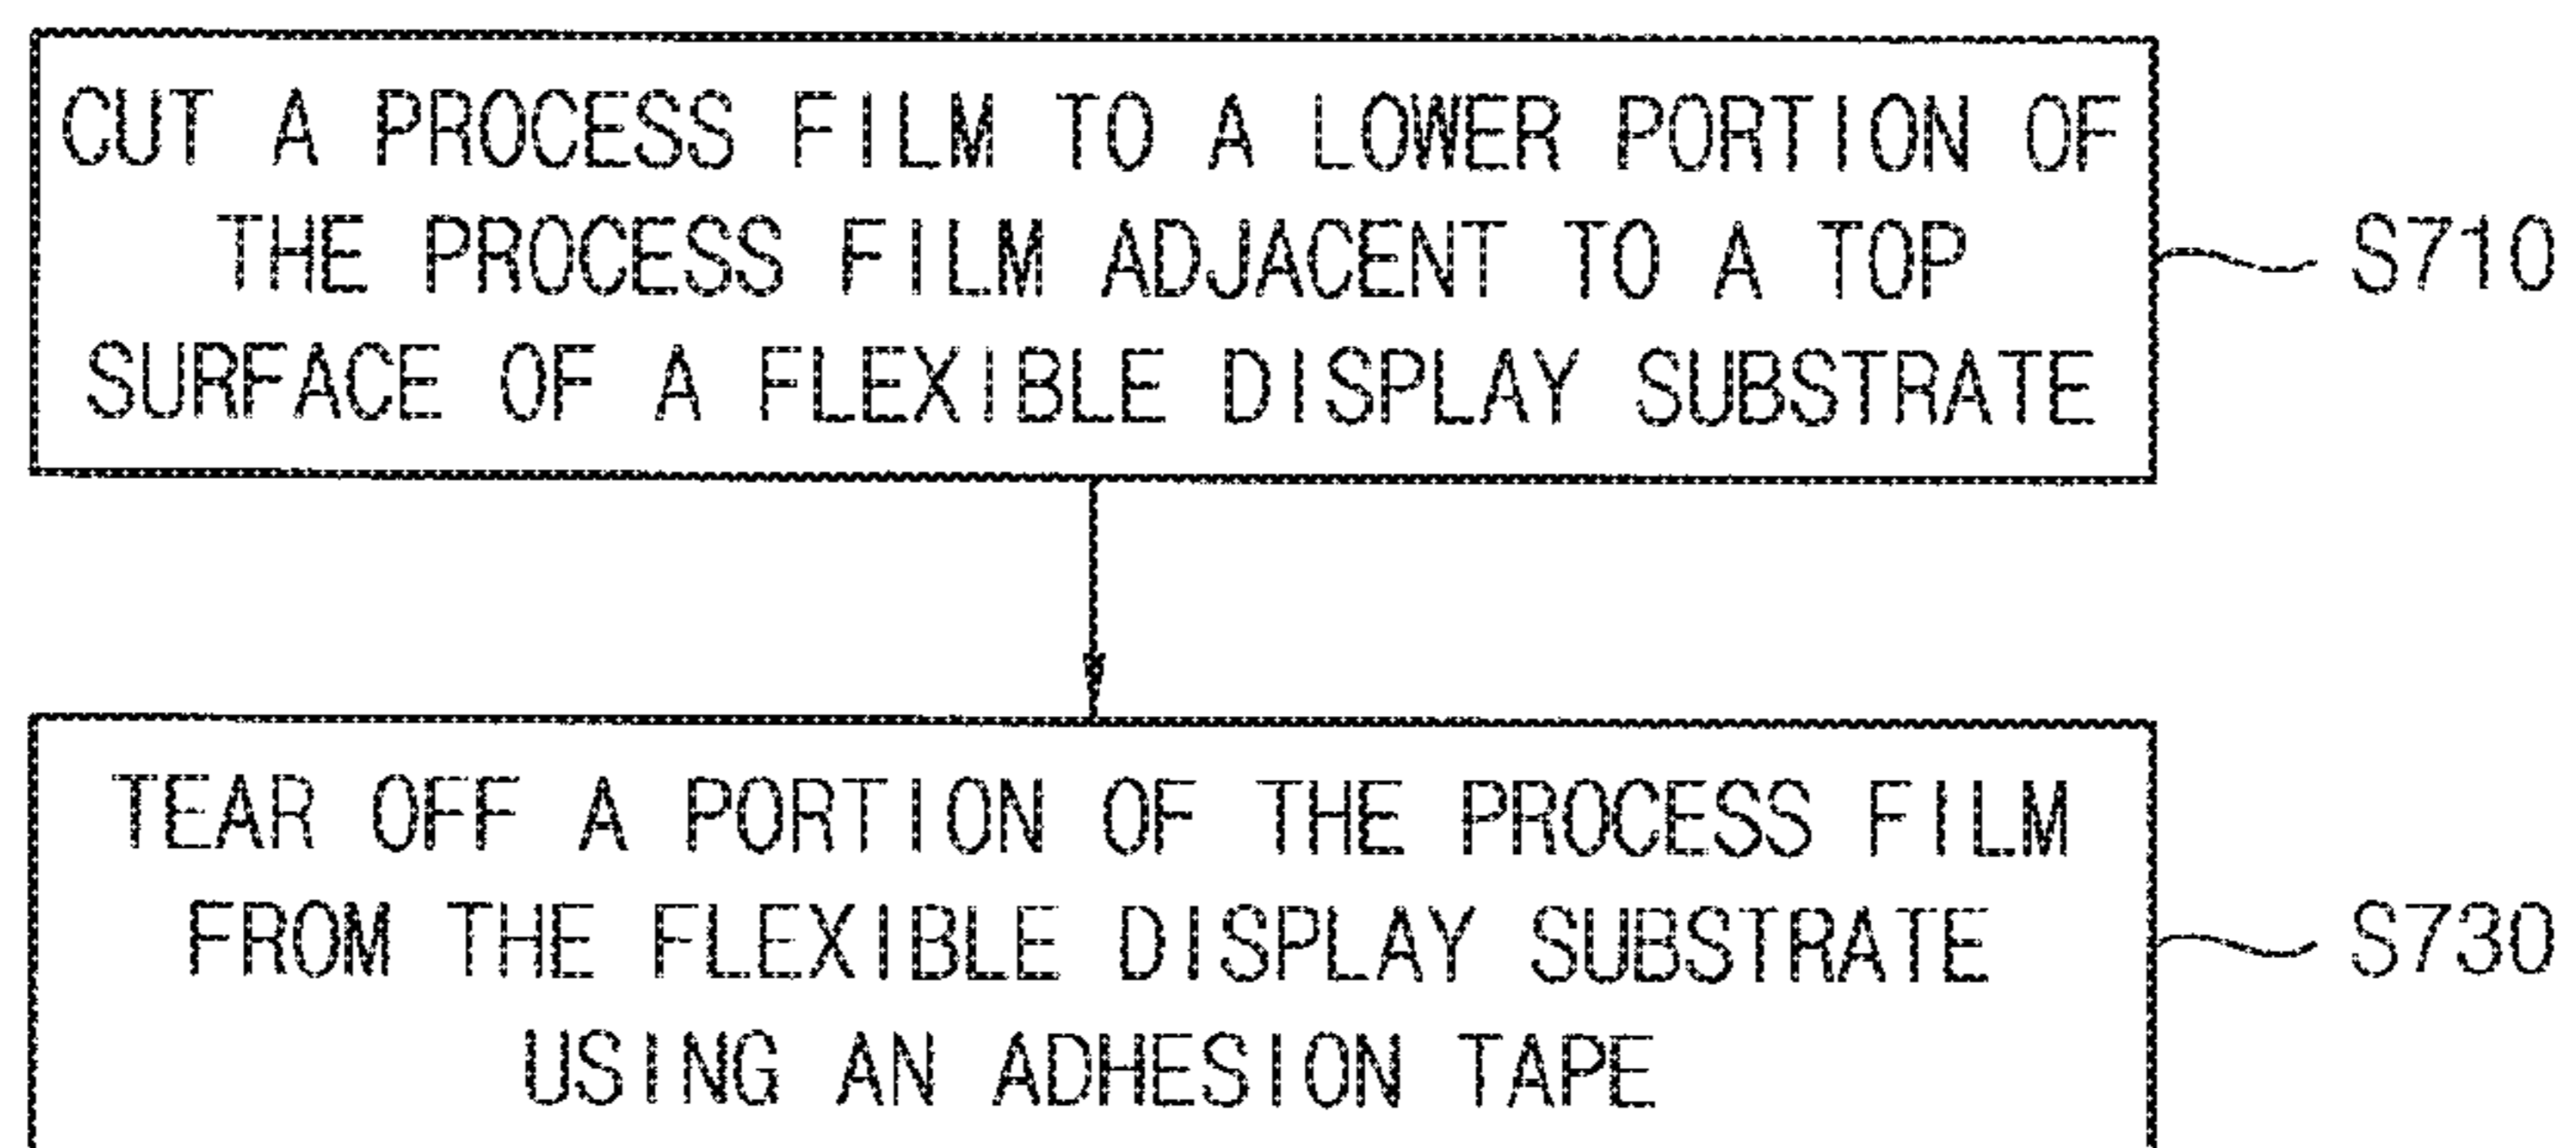 CUT A PROCESS FILM TO A LOWER PORTION OF
THE PROCESS FILM ADJACENT TO A TOP
SURFACE OF A FLEXIBLE DISPLAY SUBSTRATE
S710
TEAR OFF A PORTION OF THE PROCESS FILM
FROM THE FLEXIBLE DISPLAY SUBSTRATE
USING AN ADHESION TAPE
S730